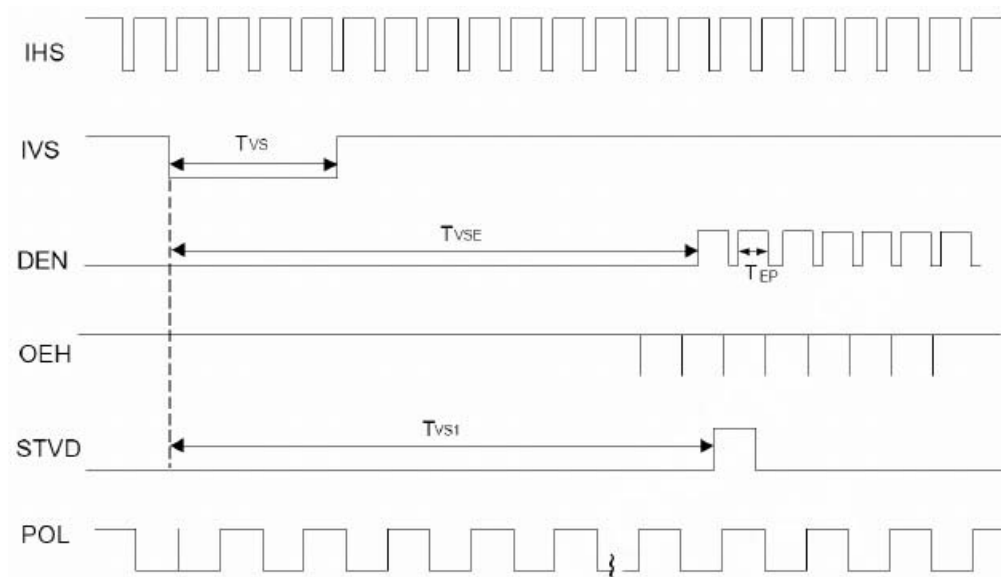 IHS
IVS
TVS
DEN
TVSE
TEP
OEH
STVD
TVS1
POL